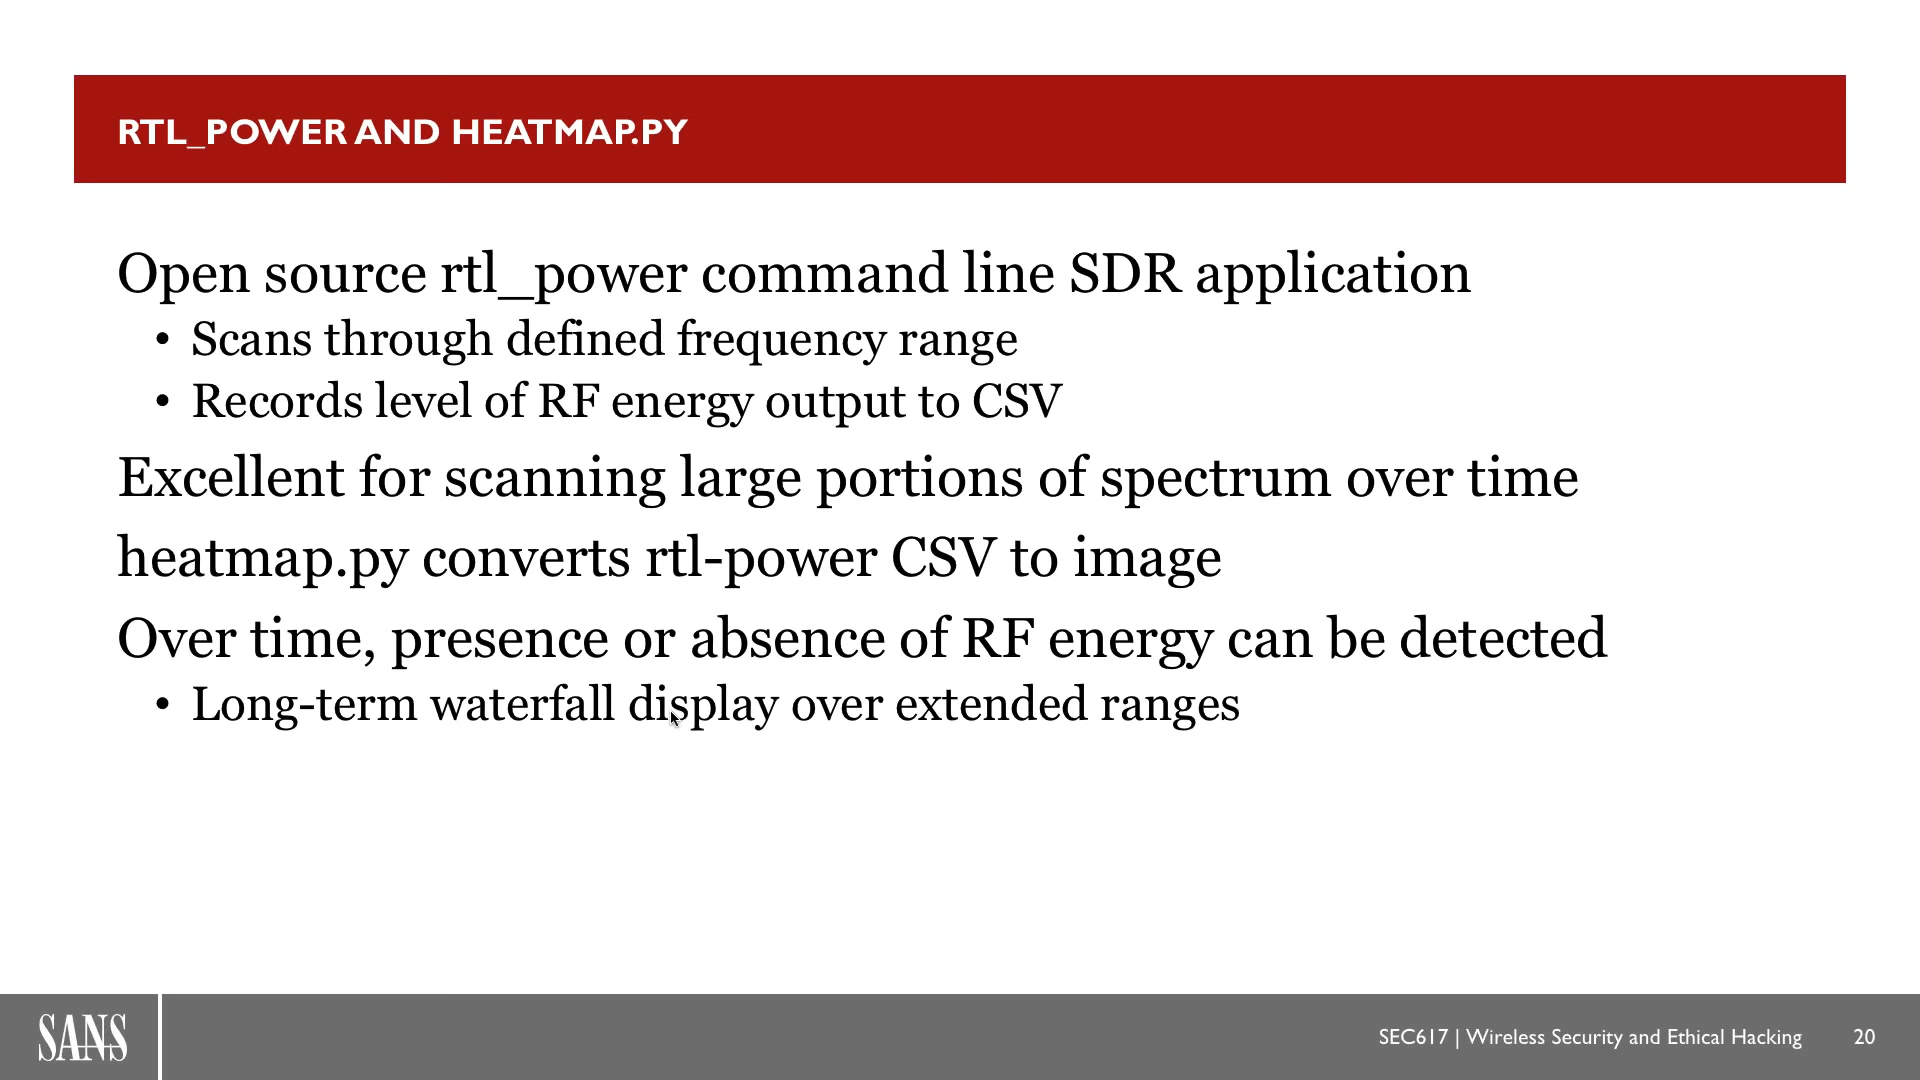 RTL_POWER AND HEATMAP.PY
Open source rtl_power command line SDR application
• Scans through defined frequency range
• Records level of RF energy output to CSV
Excellent for scanning large portions of spectrum over time
heatmap.py converts rtl-power CSV to image
Over time, presence or absence of RF energy can be detected
• Long-term waterfall display over extended ranges
SANS
SEC617 | Wireless Security and Ethical Hacking 20